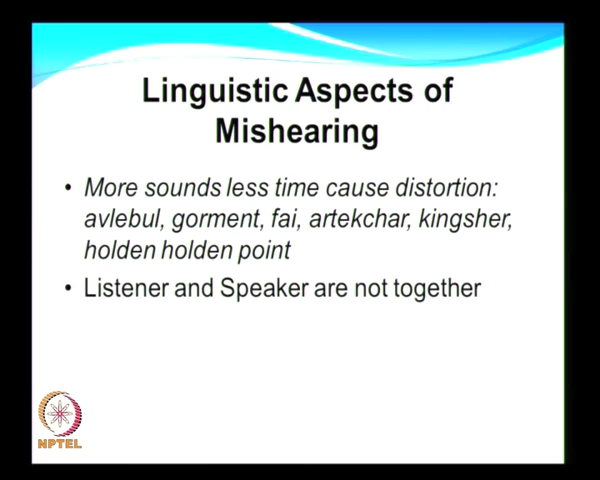 Linguistic Aspects of
Mishearing
• More sounds less time cause distortion:
avlebul, gorment, fai, artekchar, kingsher,
holden holden point
• Listener and Speaker are not together
NPTEL